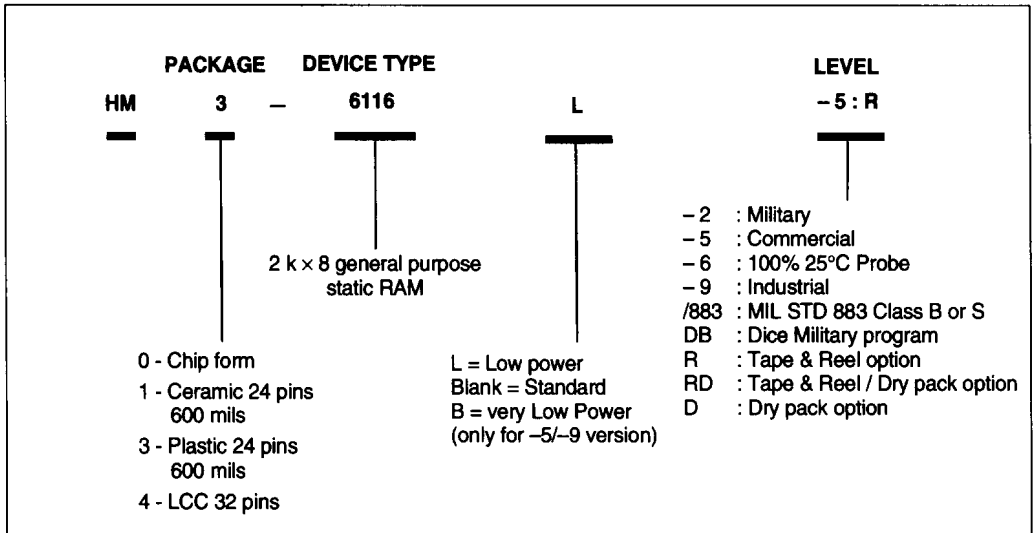 PACKAGE DEVICE TYPE LEVEL
HM 3 – 6116 L – 5 : R
2 k × 8 general purpose
static RAM
0 - Chip form
1 - Ceramic 24 pins
600 mils
3 - Plastic 24 pins
600 mils
4 - LCC 32 pins
L = Low power
Blank = Standard
B = very Low Power
(only for –5/–9 version)
– 2 : Military
– 5 : Commercial
– 6 : 100% 25°C Probe
– 9 : Industrial
/883 : MIL STD 883 Class B or S
DB : Dice Military program
R : Tape & Reel option
RD : Tape & Reel / Dry pack option
D : Dry pack option